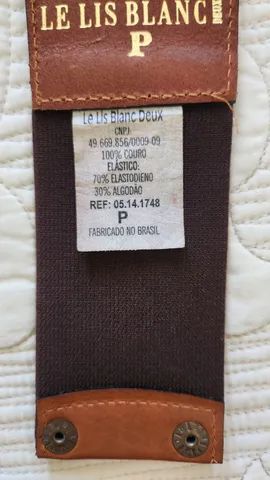 LE LIS BLANC
DEUX
P
Le Lis Blanc Deux
CNPJ
49.669.856/0009-09
100% COURO
ELÁSTICO:
70% ELASTODIENO
30% ALGODÃO
REF: 05.14.1748
P
FABRICADO NO BRASIL